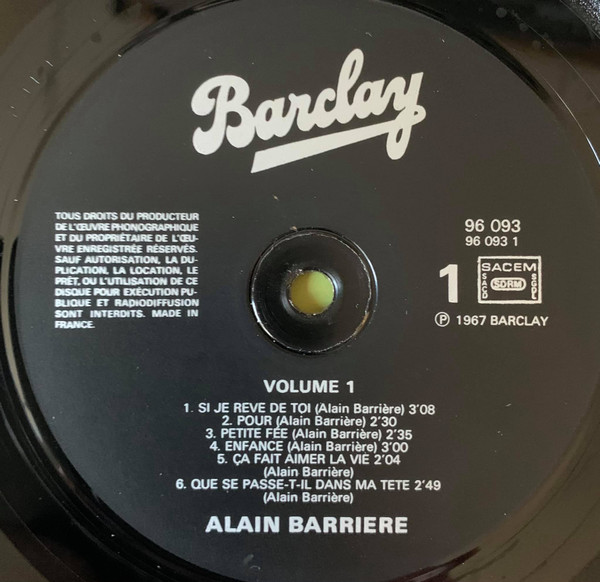 Barclay
TOUS DROITS DU PRODUCTEUR
DE L'ŒUVRE PHONOGRAPHIQUE
ET DU PROPRIÉTAIRE DE L'ŒU-
VRE ENREGISTRÉE RÉSERVÉS.
SAUF AUTORISATION, LA DU-
PLICATION, LA LOCATION, LE
PRÊT, OU L'UTILISATION DE CE
DISQUE POUR EXÉCUTION PU-
BLIQUE ET RADIODIFFUSION
SONT INTERDITS. MADE IN
FRANCE.
96 093
96 093 1
1
SACEM
SACD
SDRM
SGDL
Ⓟ 1967 BARCLAY
VOLUME 1
1. SI JE REVE DE TOI (Alain Barrière) 3'08
2. POUR (Alain Barrière) 2'30
3. PETITE FÉE (Alain Barrière) 2'35
4. ENFANCE (Alain Barrière) 3'00
5. ÇA FAIT AIMER LA VIE 2'04
(Alain Barrière)
6. QUE SE PASSE-T-IL DANS MA TETE 2'49
(Alain Barrière)
ALAIN BARRIERE